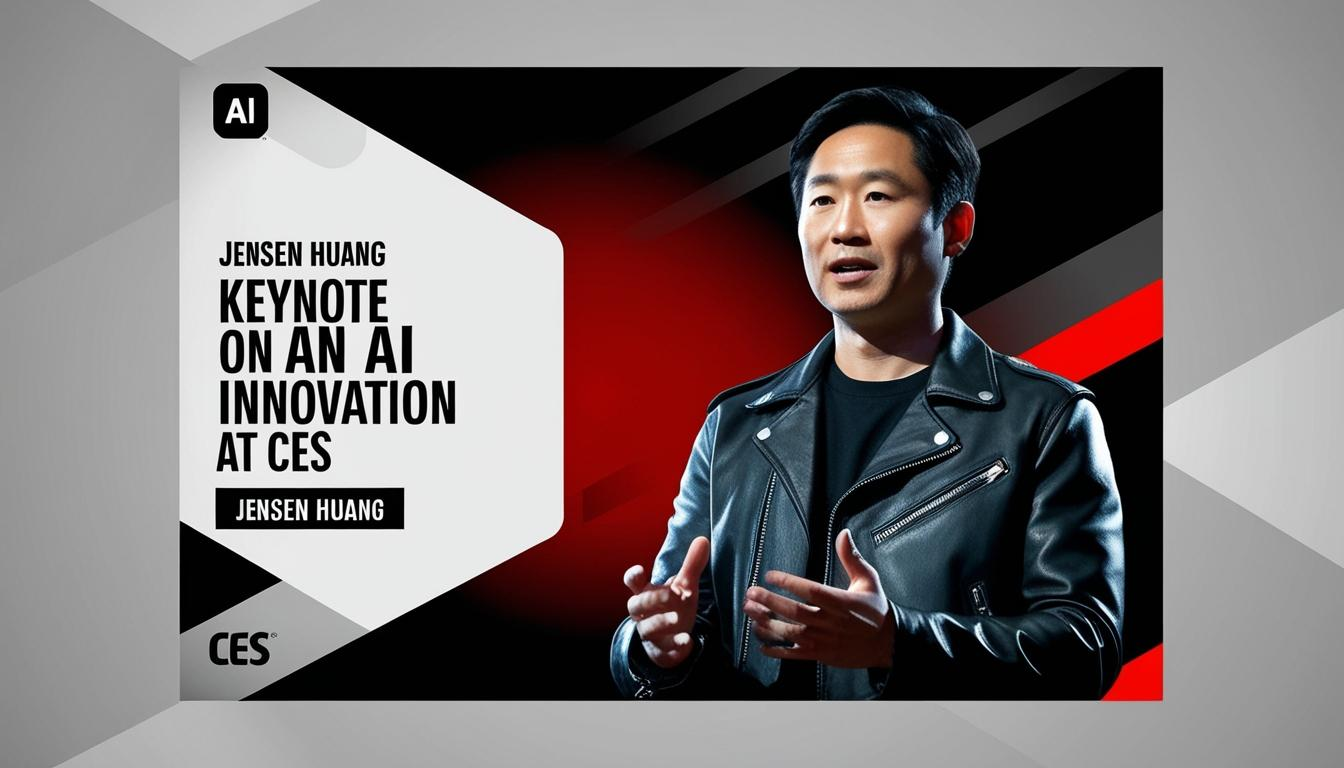 AI
JENSEN HUANG
KEYNOTE
ON AN AI
INNOVATION
AT CES
JENSEN HUANG
CES